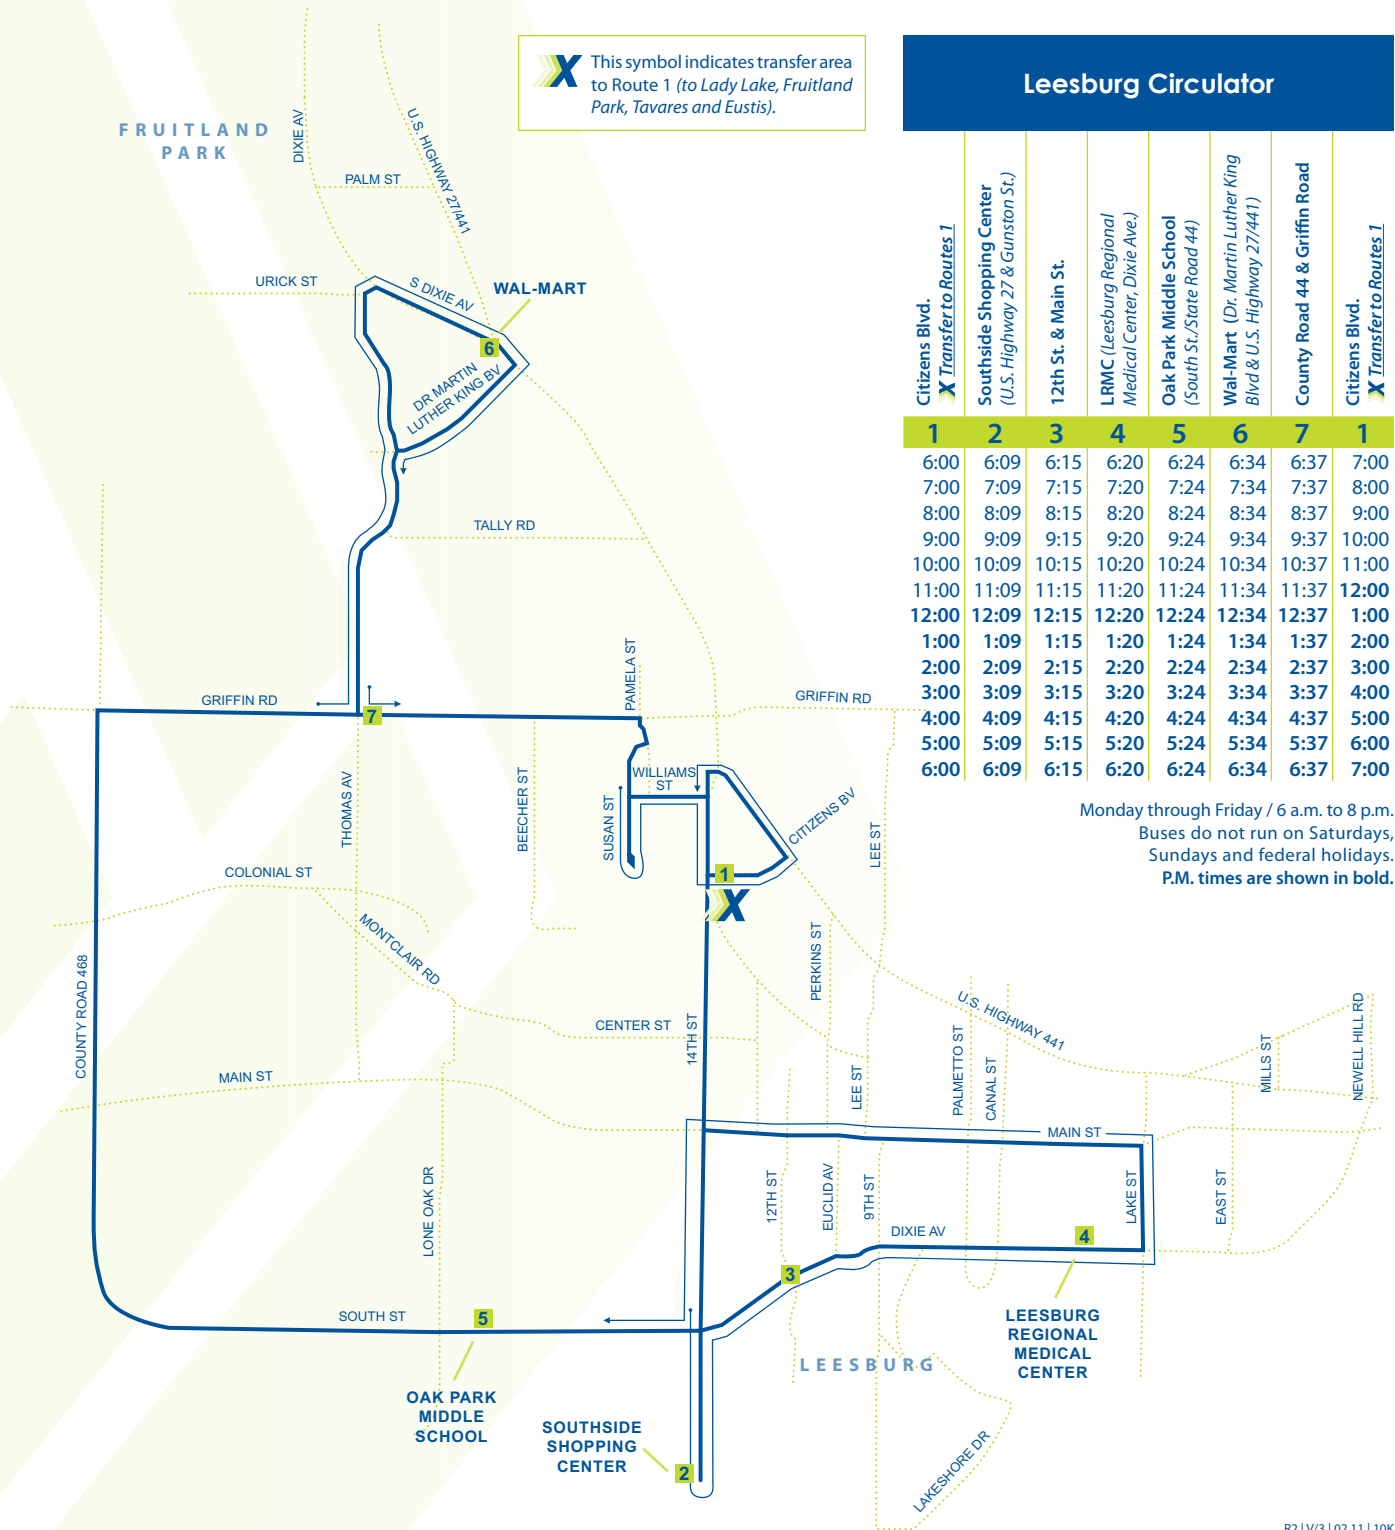 This symbol indicates transfer area
to Route 1 (to Lady Lake, Fruitland
Park, Tavares and Eustis).
X
Leesburg Circulator
Citizens Blvd.
X Transfer to Routes 1
Southside Shopping Center
(U.S. Highway 27 & Gunston St.)
12th St. & Main St.
LRMC (Leesburg Regional
Medical Center, Dixie Ave.)
Oak Park Middle School
(South St./State Road 44)
Wal-Mart (Dr. Martin Luther King
Blvd & U.S. Highway 27/441)
County Road 44 & Griffin Road
Citizens Blvd.
X Transfer to Routes 1
1 2 3 4 5 6 7 1
6:00 6:09 6:15 6:20 6:24 6:34 6:37 7:00
7:00 7:09 7:15 7:20 7:24 7:34 7:37 8:00
8:00 8:09 8:15 8:20 8:24 8:34 8:37 9:00
9:00 9:09 9:15 9:20 9:24 9:34 9:37 10:00
10:00 10:09 10:15 10:20 10:24 10:34 10:37 11:00
11:00 11:09 11:15 11:20 11:24 11:34 11:37 12:00
12:00 12:09 12:15 12:20 12:24 12:34 12:37 1:00
1:00 1:09 1:15 1:20 1:24 1:34 1:37 2:00
2:00 2:09 2:15 2:20 2:24 2:34 2:37 3:00
3:00 3:09 3:15 3:20 3:24 3:34 3:37 4:00
4:00 4:09 4:15 4:20 4:24 4:34 4:37 5:00
5:00 5:09 5:15 5:20 5:24 5:34 5:37 6:00
6:00 6:09 6:15 6:20 6:24 6:34 6:37 7:00
Monday through Friday / 6 a.m. to 8 p.m.
Buses do not run on Saturdays,
Sundays and federal holidays.
P.M. times are shown in bold.
FRUITLAND
PARK
DIXIE AV
U.S. HIGHWAY 27/441
PALM ST
URICK ST
S DIXIE AV
WAL-MART
6
DR MARTIN
LUTHER KING BV
TALLY RD
PAMELA ST
GRIFFIN RD
GRIFFIN RD
7
WILLIAMS
ST
THOMAS AV
BEECHER ST
SUSAN ST
CITIZENS BV
LEE ST
1
X
COLONIAL ST
MONTCLAIR RD
PERKINS ST
COUNTY ROAD 468
CENTER ST
14TH ST
U.S. HIGHWAY 441
PALMETTO ST
CANAL ST
MILLS ST
NEWELL HILL RD
MAIN ST
LEE ST
MAIN ST
LONE OAK DR
12TH ST
EUCLID AV
9TH ST
LAKE ST
EAST ST
DIXIE AV
4
3
SOUTH ST
5
LEESBURG
REGIONAL
MEDICAL
CENTER
LEESBURG
OAK PARK
MIDDLE
SCHOOL
SOUTHSIDE
SHOPPING
CENTER
2
LAKESHORE DR
R2 | V/3 | 02.11 | 10K